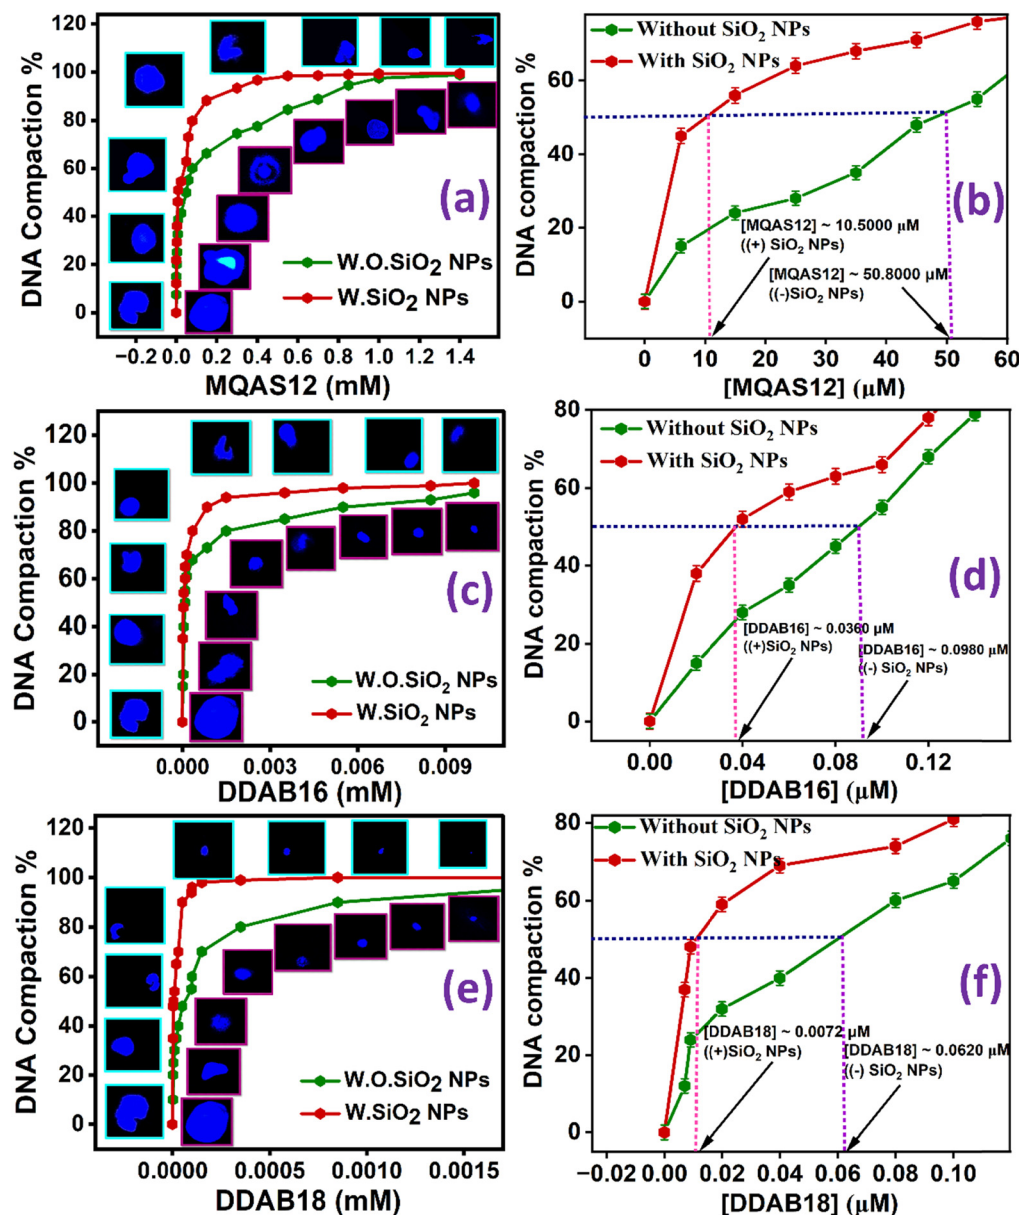 DNA Compaction %
120
100
80
60
40
20
0
W.O.SiO₂ NPs
W.SiO₂ NPs
(a)
−0.2 0.0 0.2 0.4 0.6 0.8 1.0 1.2 1.4
MQAS12 (mM)
DNA compaction %
60
40
20
0
Without SiO₂ NPs
With SiO₂ NPs
(b)
[MQAS12] ~ 10.5000 µM
((+) SiO₂ NPs)
[MQAS12] ~ 50.8000 µM
((-)SiO₂ NPs)
0 10 20 30 40 50 60
[MQAS12] (µM)
DNA Compaction %
120
100
80
60
40
20
0
(c)
W.O.SiO₂ NPs
W.SiO₂ NPs
0.000 0.003 0.006 0.009
DDAB16 (mM)
DNA compaction %
80
60
40
20
0
Without SiO₂ NPs
With SiO₂ NPs
(d)
[DDAB16] ~ 0.0360 µM
((+)SiO₂ NPs)
[DDAB16] ~ 0.0980 µM
((-) SiO₂ NPs)
0.00 0.04 0.08 0.12
[DDAB16] (µM)
DNA Compaction %
120
100
80
60
40
20
0
(e)
W.O.SiO₂ NPs
W.SiO₂ NPs
0.0000 0.0005 0.0010 0.0015
DDAB18 (mM)
DNA compaction %
80
60
40
20
0
Without SiO₂ NPs
With SiO₂ NPs
(f)
[DDAB18] ~ 0.0072 µM
((+)SiO₂ NPs)
[DDAB18] ~ 0.0620 µM
((-) SiO₂ NPs)
−0.02 0.00 0.02 0.04 0.06 0.08 0.10
[DDAB18] (µM)